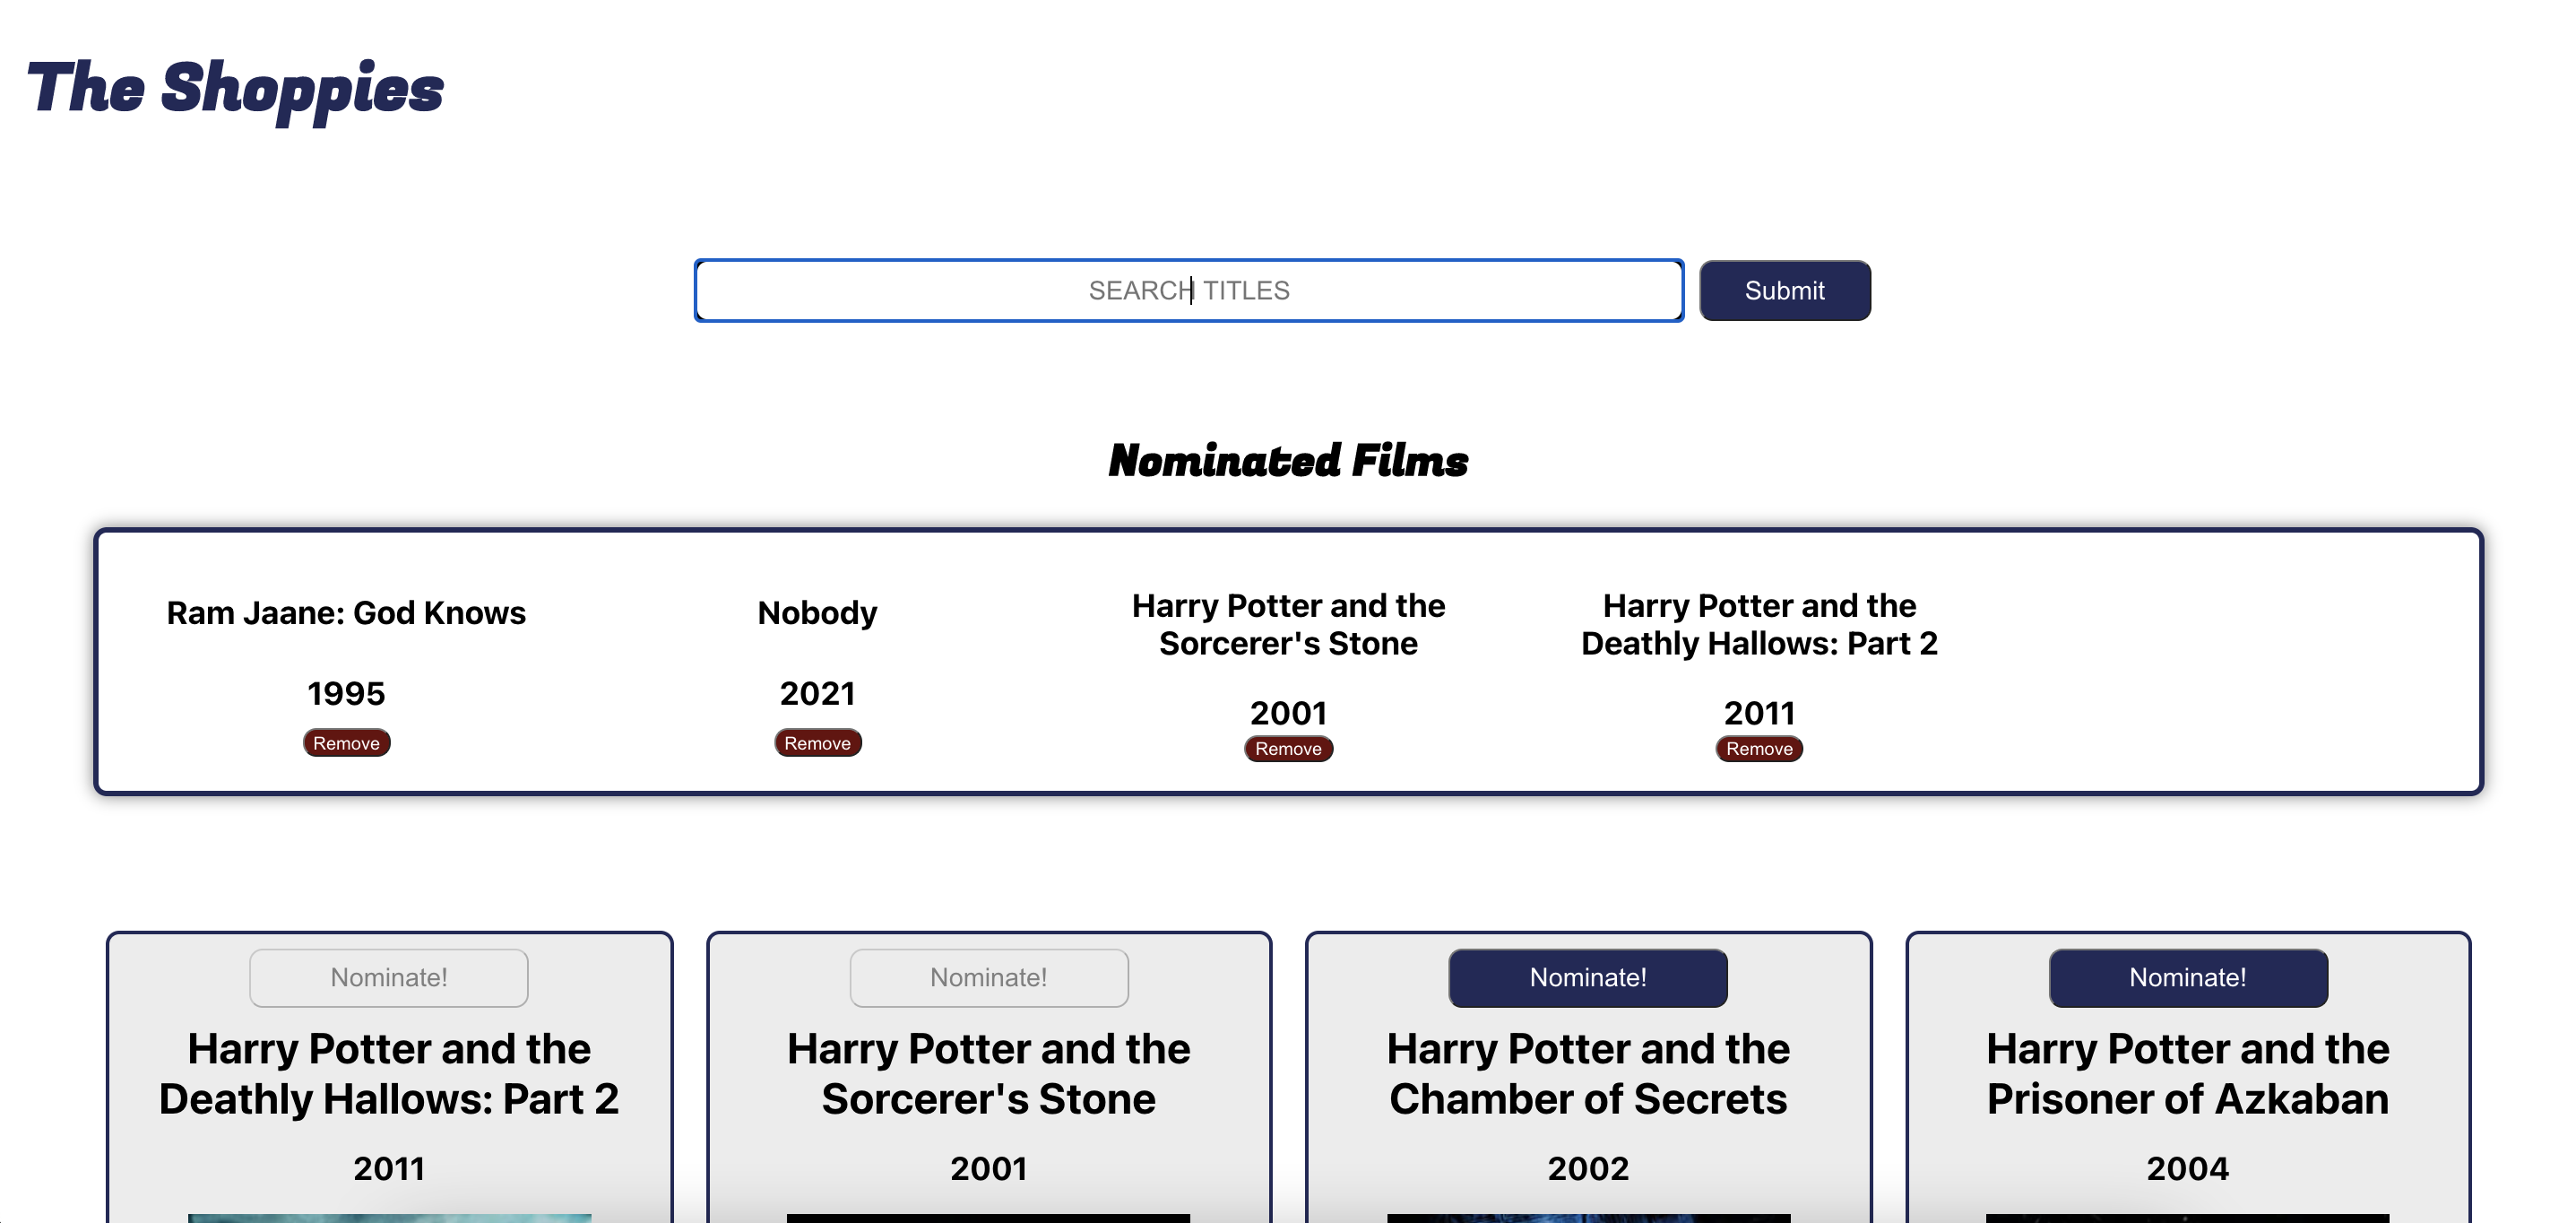 The Shoppies
SEARCH TITLES
Submit
Nominated Films
Ram Jaane: God Knows
1995
Remove
Nobody
2021
Remove
Harry Potter and the
Sorcerer's Stone
2001
Remove
Harry Potter and the
Deathly Hallows: Part 2
2011
Remove
Nominate!
Harry Potter and the
Deathly Hallows: Part 2
2011
Nominate!
Harry Potter and the
Sorcerer's Stone
2001
Nominate!
Harry Potter and the
Chamber of Secrets
2002
Nominate!
Harry Potter and the
Prisoner of Azkaban
2004